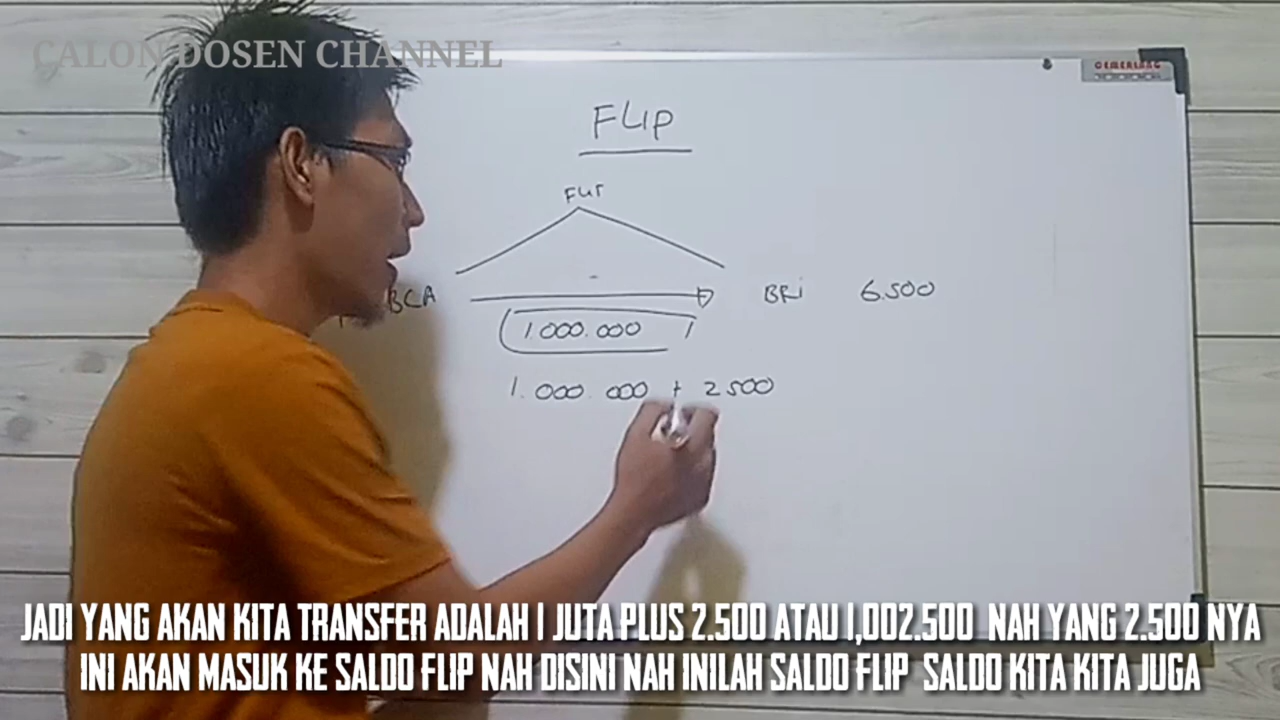 CALON DOSEN CHANNEL
GEMERLANG
FLIP
FLIP
BCA
BRI 6.500
1.000.000
1.000.000 + 2500
JADI YANG AKAN KITA TRANSFER ADALAH 1 JUTA PLUS 2.500 ATAU 1,002.500 NAH YANG 2.500 NYA
INI AKAN MASUK KE SALDO FLIP NAH DISINI NAH INILAH SALDO FLIP SALDO KITA KITA JUGA